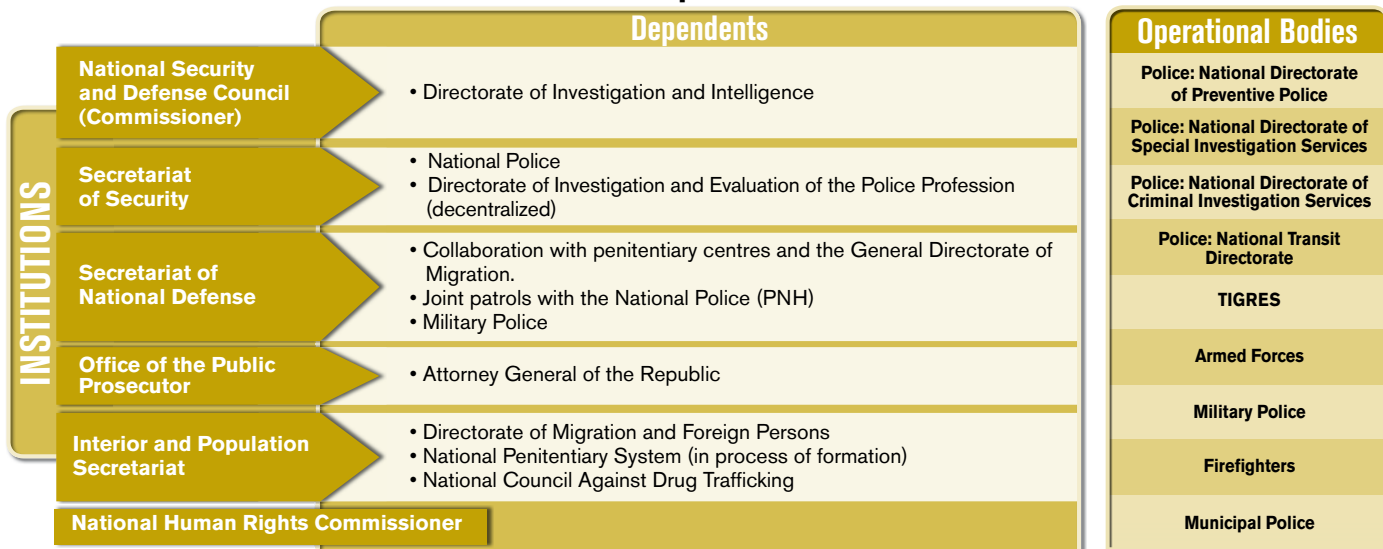 Dependents
INSTITUTIONS
National Security
and Defense Council
(Commissioner)
• Directorate of Investigation and Intelligence
Secretariat
of Security
• National Police
• Directorate of Investigation and Evaluation of the Police Profession
(decentralized)
Secretariat of
National Defense
• Collaboration with penitentiary centres and the General Directorate of
Migration.
• Joint patrols with the National Police (PNH)
• Military Police
Office of the Public
Prosecutor
• Attorney General of the Republic
Interior and Population
Secretariat
• Directorate of Migration and Foreign Persons
• National Penitentiary System (in process of formation)
• National Council Against Drug Trafficking
National Human Rights Commissioner
Operational Bodies
Police: National Directorate
of Preventive Police
Police: National Directorate of
Special Investigation Services
Police: National Directorate of
Criminal Investigation Services
Police: National Transit
Directorate
TIGRES
Armed Forces
Military Police
Firefighters
Municipal Police